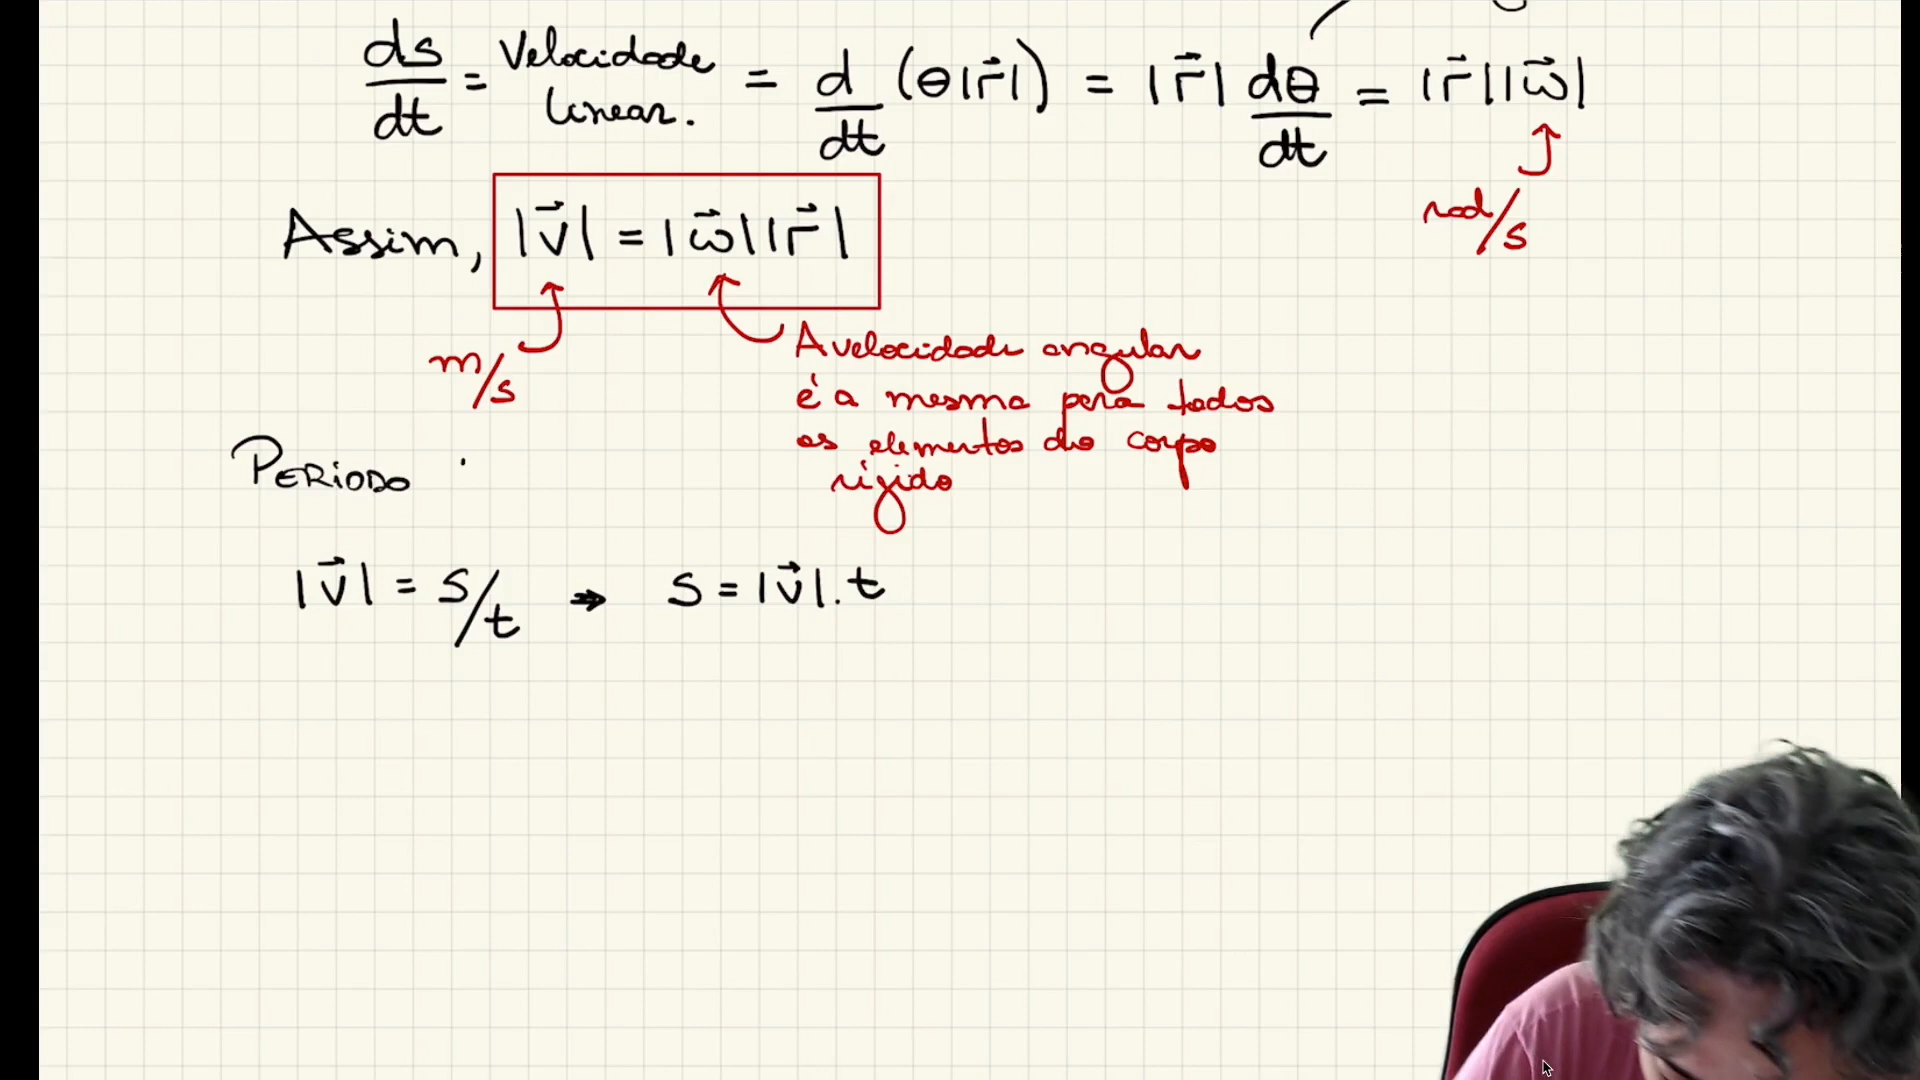 ds/dt = Velocidade linear. = d/dt (θ|r⃗|) = |r⃗| dθ/dt = |r⃗||ω⃗|
rad/s
Assim, |v⃗| = |ω⃗||r⃗|
m/s
A velocidade angular
é a mesma para todos
os elementos do corpo
rígido
PERÍODO
|v⃗| = s/t ⇒ s = |v⃗|.t